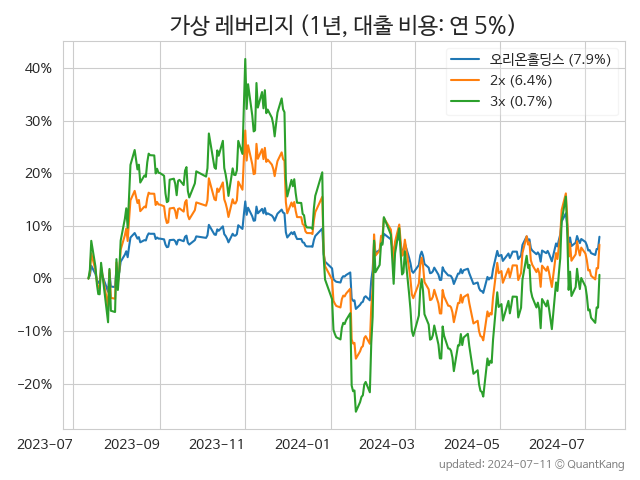 가상 레버리지 (1년, 대출 비용: 연 5%)
오리온홀딩스 (7.9%)
2x (6.4%)
3x (0.7%)
40%
30%
20%
10%
0%
−10%
−20%
2023-07 2023-09 2023-11 2024-01 2024-03 2024-05 2024-07
updated: 2024-07-11 © QuantKang